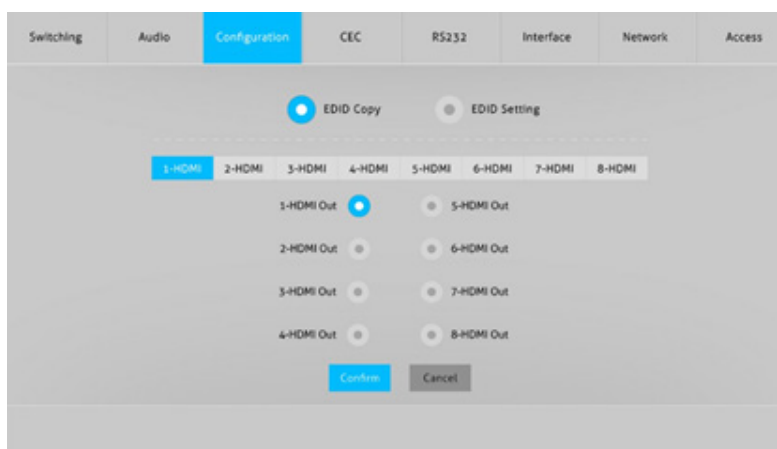 Switching Audio Configuration CEC RS232 Interface Network Access
EDID Copy EDID Setting
1-HDMI 2-HDMI 3-HDMI 4-HDMI 5-HDMI 6-HDMI 7-HDMI 8-HDMI
1-HDMI Out 5-HDMI Out
2-HDMI Out 6-HDMI Out
3-HDMI Out 7-HDMI Out
4-HDMI Out 8-HDMI Out
Confirm Cancel